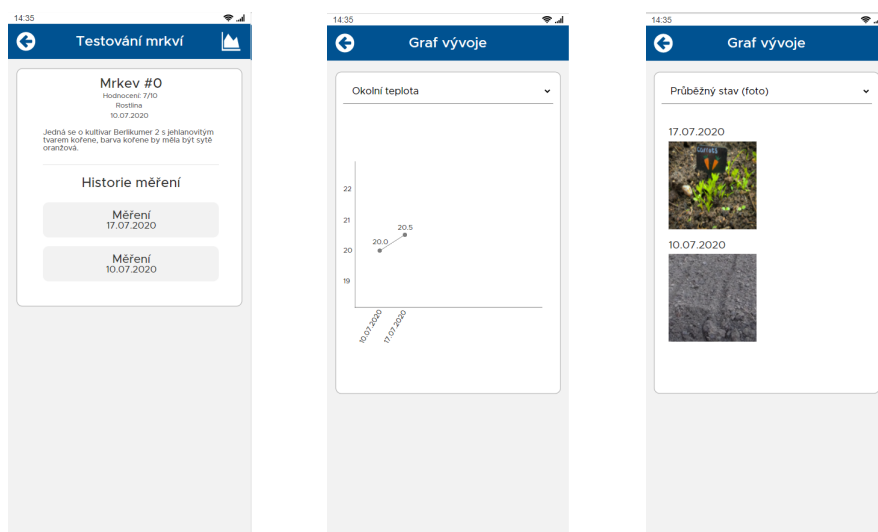 14:35
Testování mrkví
Mrkev #0
Hodnocení: 7/10
Rostlina
10.07.2020
Jedná se o kultivar Berlikumer 2 s jehlanovitým
tvarem kořene, barva kořene by měla být sytě
oranžová.
Historie měření
Měření
17.07.2020
Měření
10.07.2020
14:35
Graf vývoje
Okolní teplota
22
21
20
19
20.0
20.5
10.07.2020
17.07.2020
14:35
Graf vývoje
Průběžný stav (foto)
17.07.2020
Carrots
10.07.2020